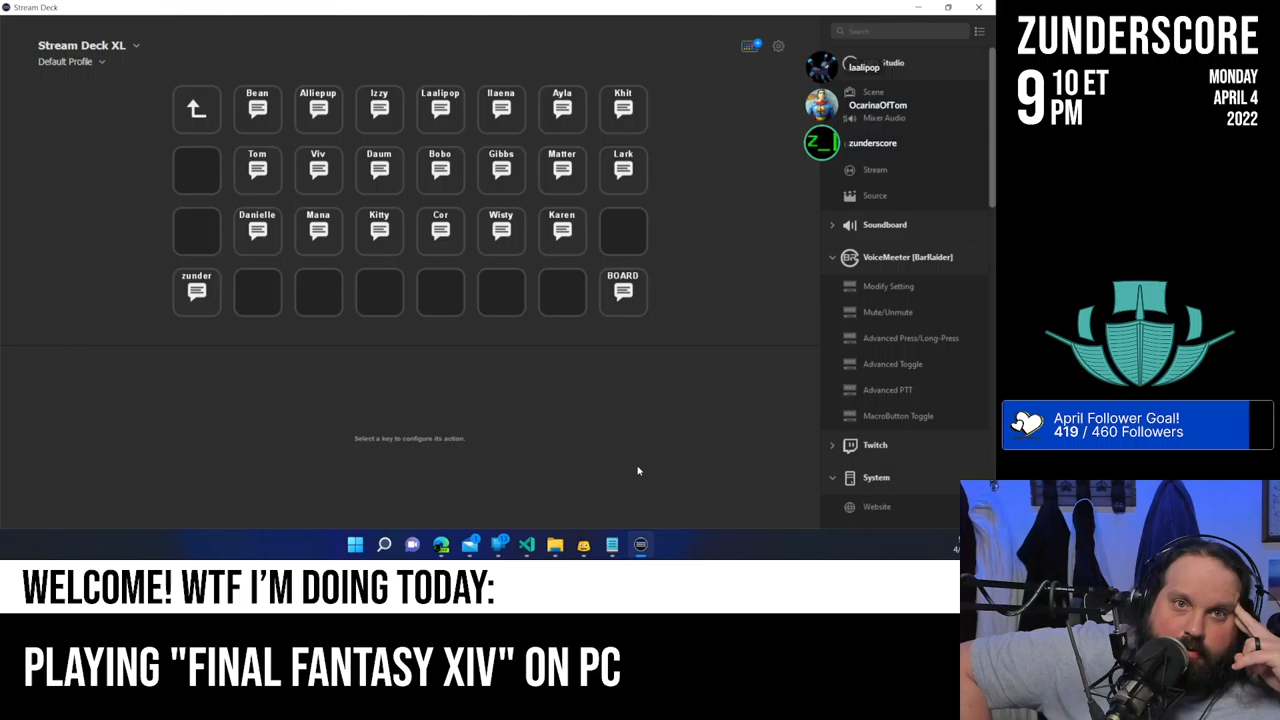 Stream Deck
Stream Deck XL
Default Profile
Bean
Alliepup
Izzy
Laalipop
Ilaena
Ayla
Khit
Tom
Viv
Daum
Bobo
Gibbs
Matter
Lark
Danielle
Mana
Kitty
Cor
Wisty
Karen
zunder
BOARD
Select a key to configure its action.
Search
laalipop
Scene
OcarinaOfTom
Mixer Audio
zunderscore
Stream
Source
Soundboard
VoiceMeeter [BarRaider]
Modify Setting
Mute/Unmute
Advanced Press/Long-Press
Advanced Toggle
Advanced PTT
MacroButton Toggle
Twitch
System
Website
ZUNDERSCORE
9 10 ET
PM
MONDAY
APRIL 4
2022
April Follower Goal!
419 / 460 Followers
WELCOME! WTF I'M DOING TODAY:
PLAYING "FINAL FANTASY XIV" ON PC